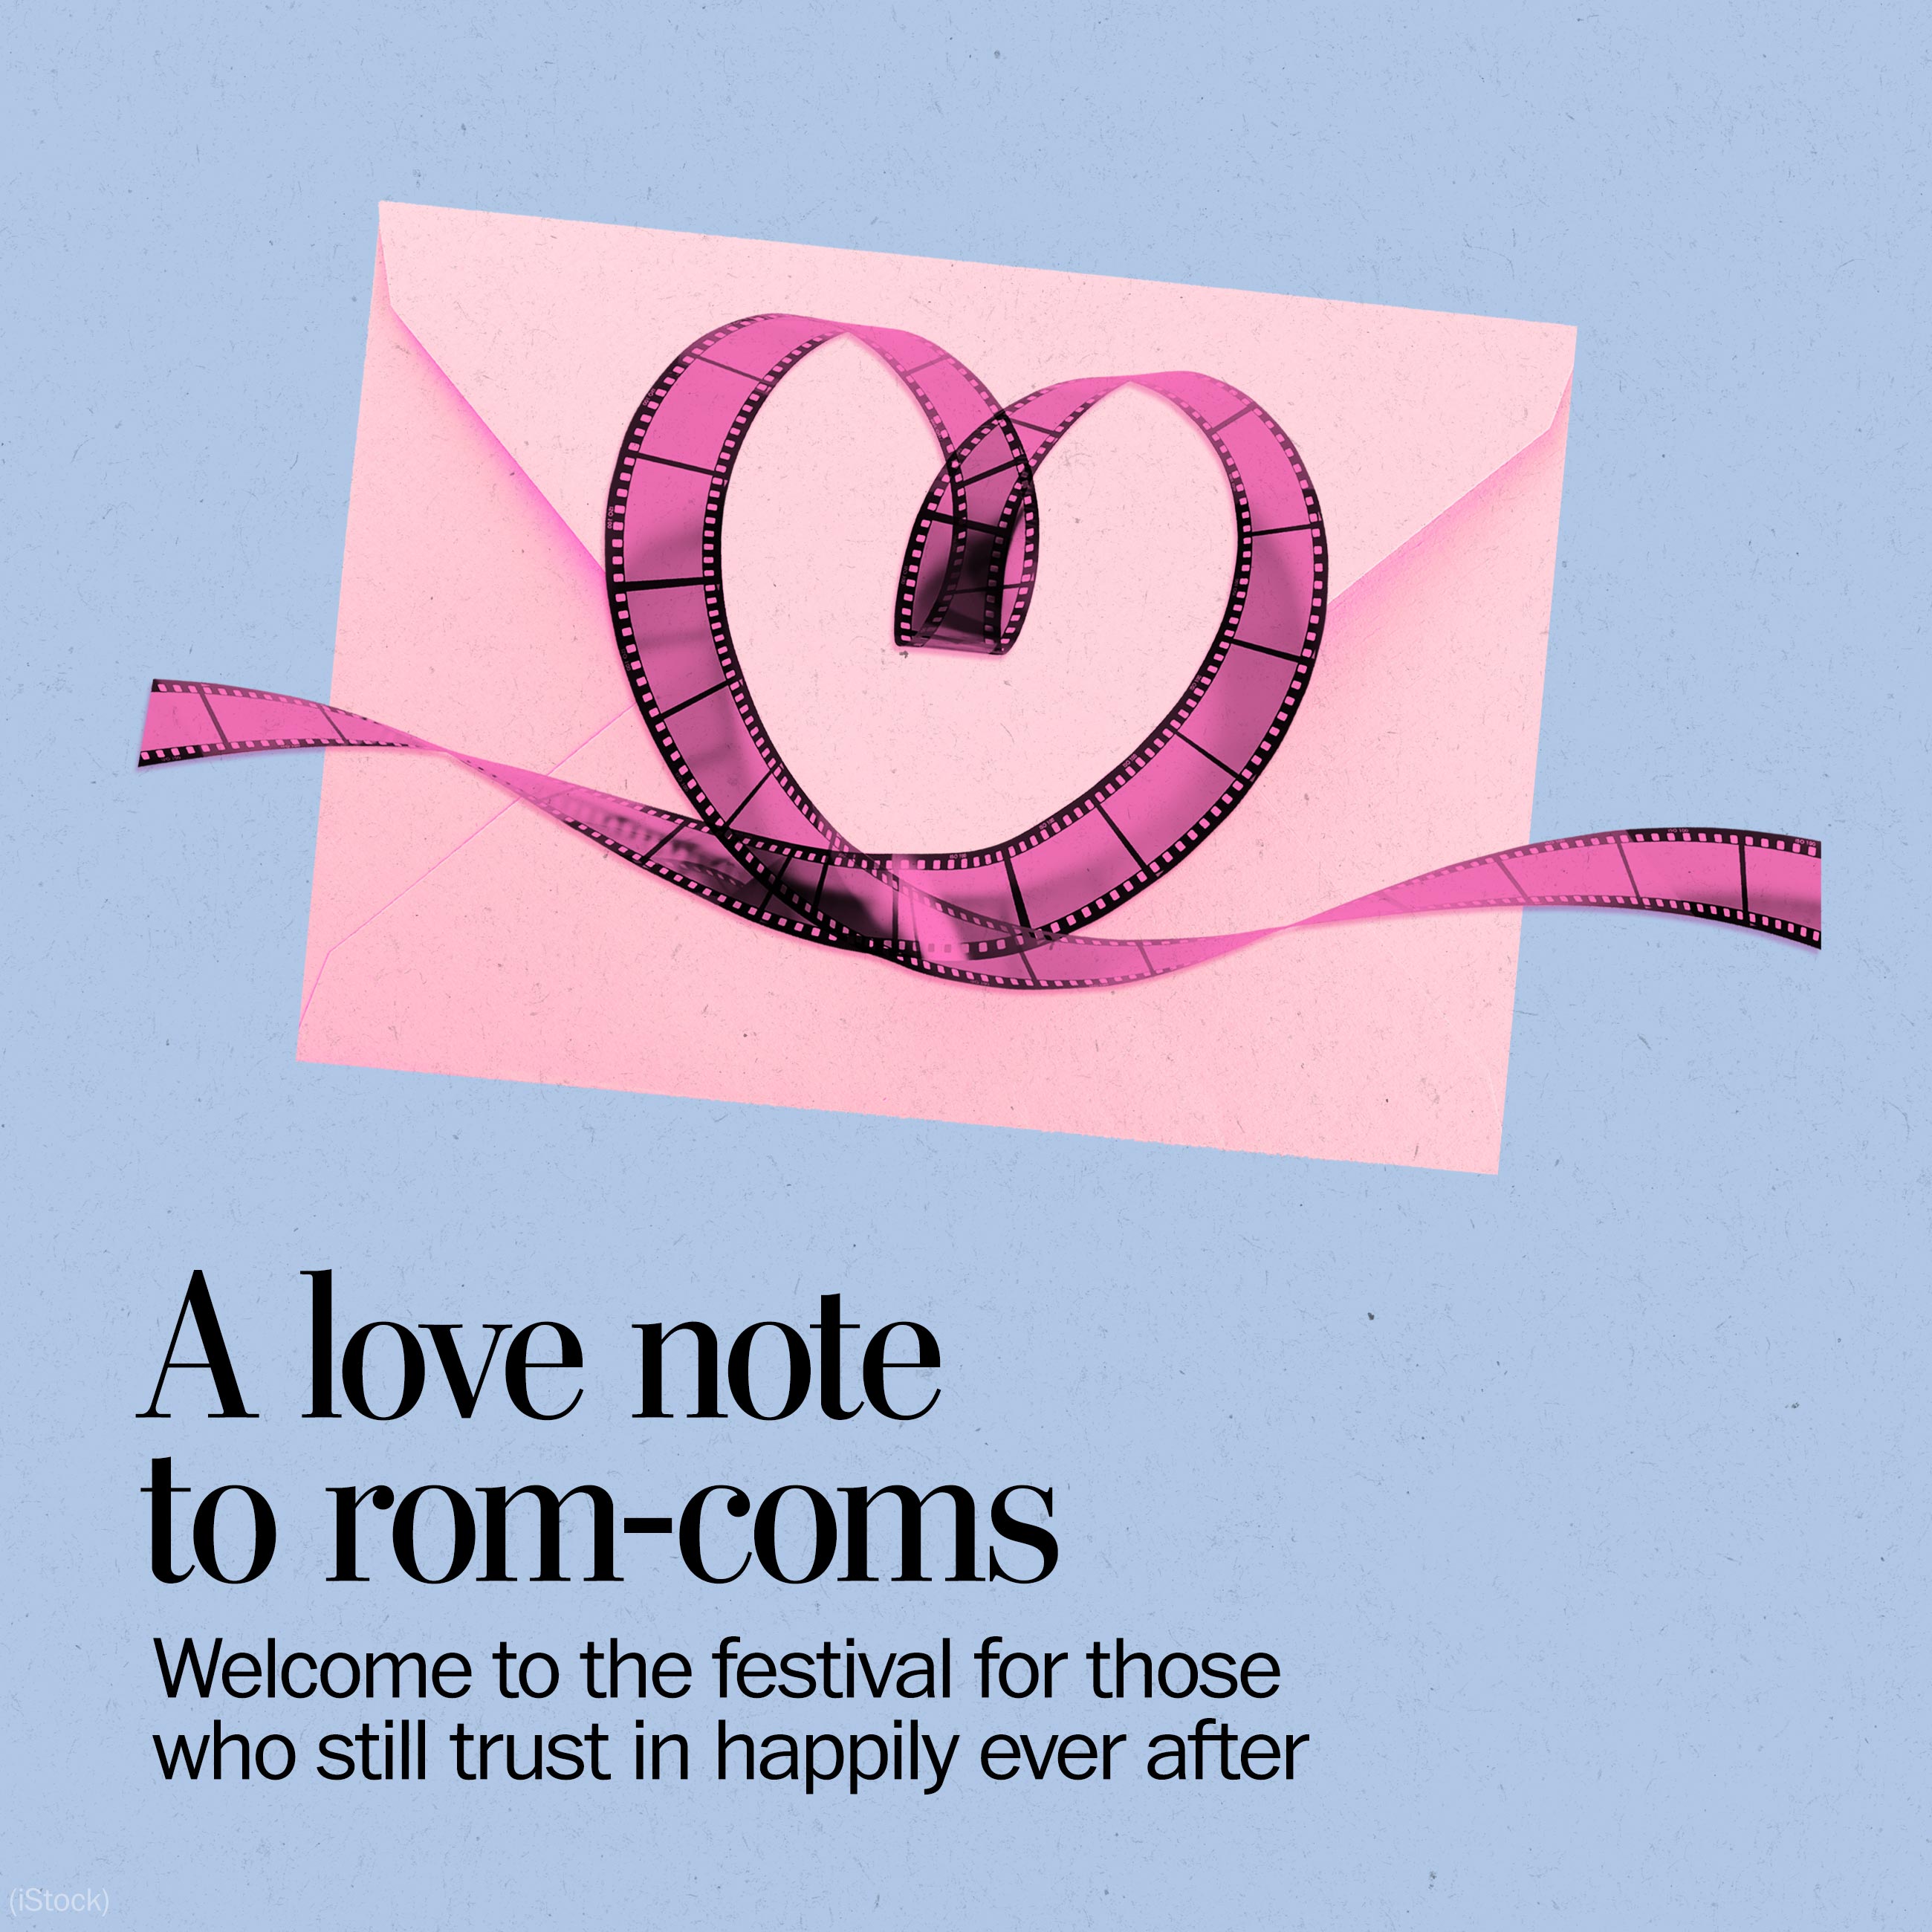 A love note
to rom-coms
Welcome to the festival for those
who still trust in happily ever after
(iStock)